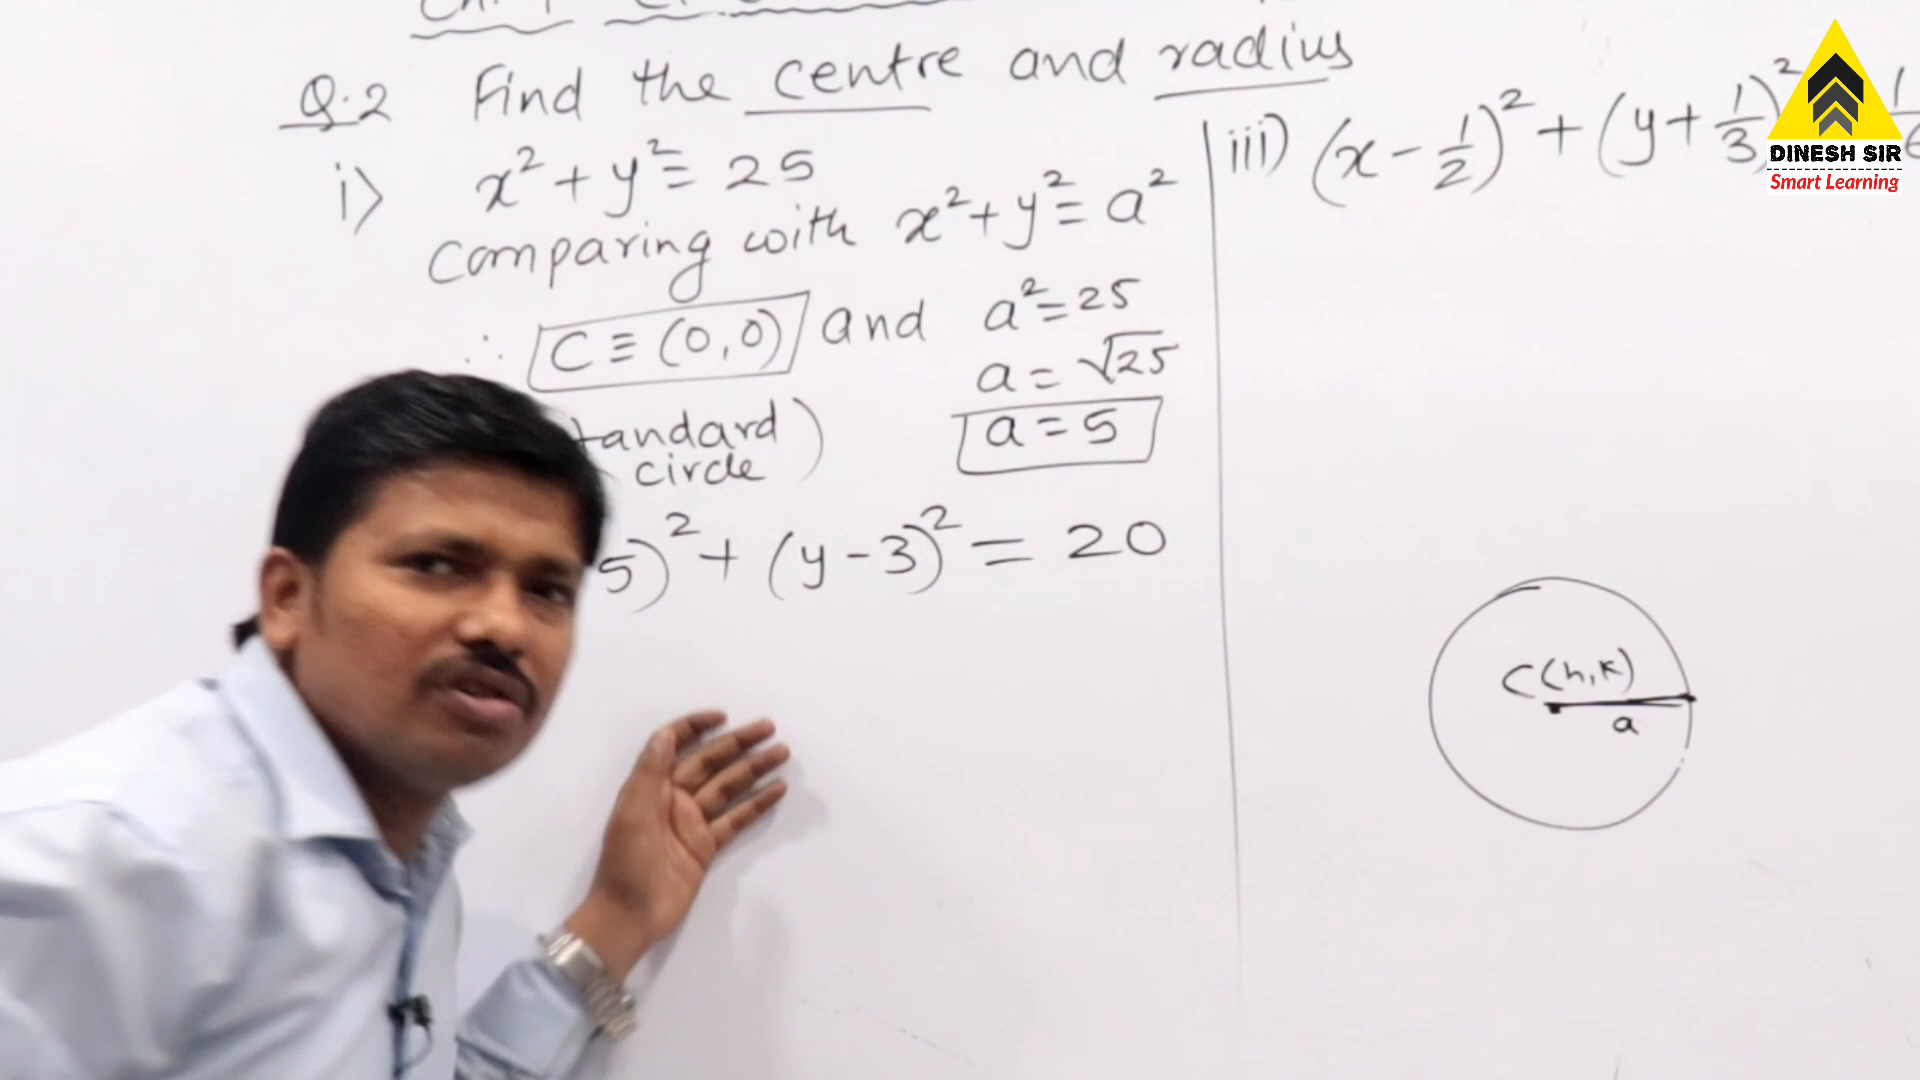 Q.2 Find the centre and radius
i) x² + y² = 25
Comparing with x² + y² = a²
∴ C ≡ (0,0) and a² = 25
a = √25
tandard) a = 5
circle
5)² + (y - 3)² = 20
iii) (x - 1/2)² + (y + 1/3)²
C(h,k)
a
DINESH SIR
Smart Learning